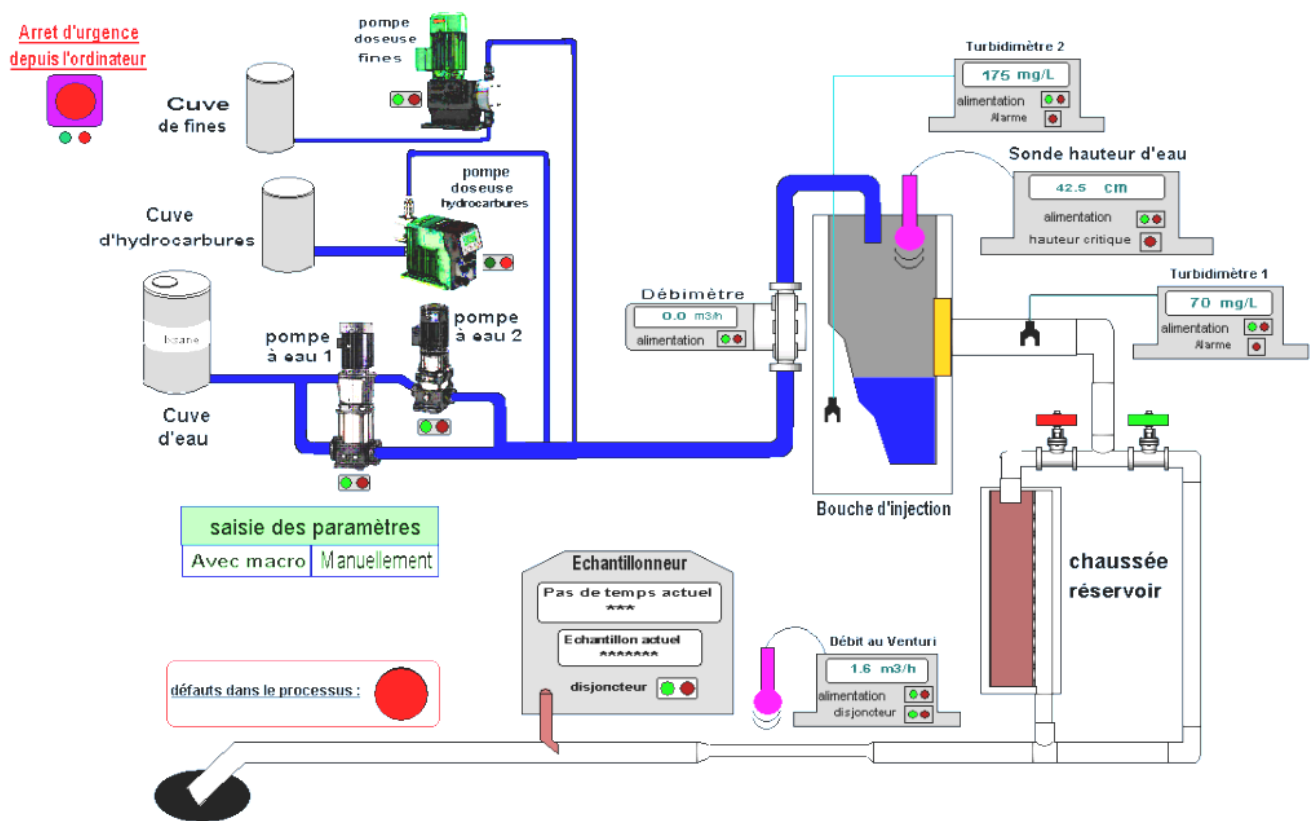 Arret d'urgence
depuis l'ordinateur
pompe
doseuse
fines
Cuve
de fines
Turbidimètre 2
175 mg/L
alimentation
Alarme
pompe
doseuse
hydrocarbures
Cuve
d'hydrocarbures
Sonde hauteur d'eau
42.5 cm
alimentation
hauteur critique
Turbidimètre 1
70 mg/L
alimentation
Alarme
Débimètre
0.0 m3/h
alimentation
pompe
à eau 1
pompe
à eau 2
Cuve
d'eau
Bouche d'injection
saisie des paramètres
Avec macro
Manuellement
chaussée
réservoir
Echantillonneur
Pas de temps actuel
***
Echantillon actuel
*******
disjoncteur
Débit au Venturi
1.6 m3/h
alimentation
disjoncteur
défauts dans le processus :